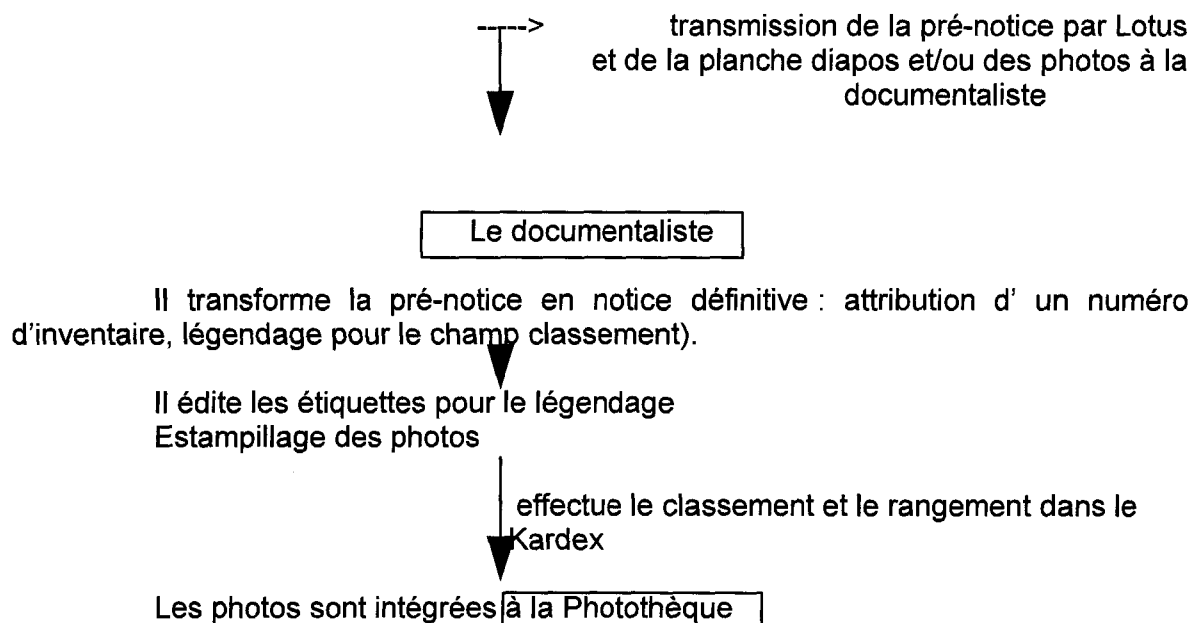 ----->
transmission de la pré-notice par Lotus
et de la planche diapos et/ou des photos à la
documentaliste
Le documentaliste
Il transforme la pré-notice en notice définitive : attribution d' un numéro
d'inventaire, légendage pour le champ classement).
Il édite les étiquettes pour le légendage
Estampillage des photos
effectue le classement et le rangement dans le
Kardex
Les photos sont intégrées à la Photothèque